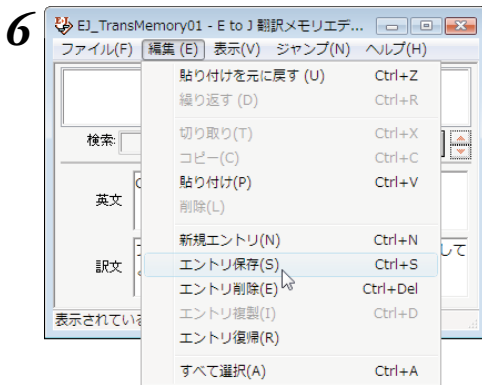 6
EJ_TransMemory01 - E to J 翻訳メモリエデ...
ファイル(F) 編集(E) 表示(V) ジャンプ(N) ヘルプ(H)
貼り付けを元に戻す(U) Ctrl+Z
繰り返す(D) Ctrl+R
切り取り(T) Ctrl+X
検索:
コピー(C) Ctrl+C
貼り付け(P) Ctrl+V
英文
削除(L)
新規エントリ(N) Ctrl+N
エントリ保存(S) Ctrl+S
して
訳文
エントリ削除(E) Ctrl+Del
エントリ複製(I) Ctrl+D
表示されてい
エントリ復帰(R)
すべて選択(A) Ctrl+A